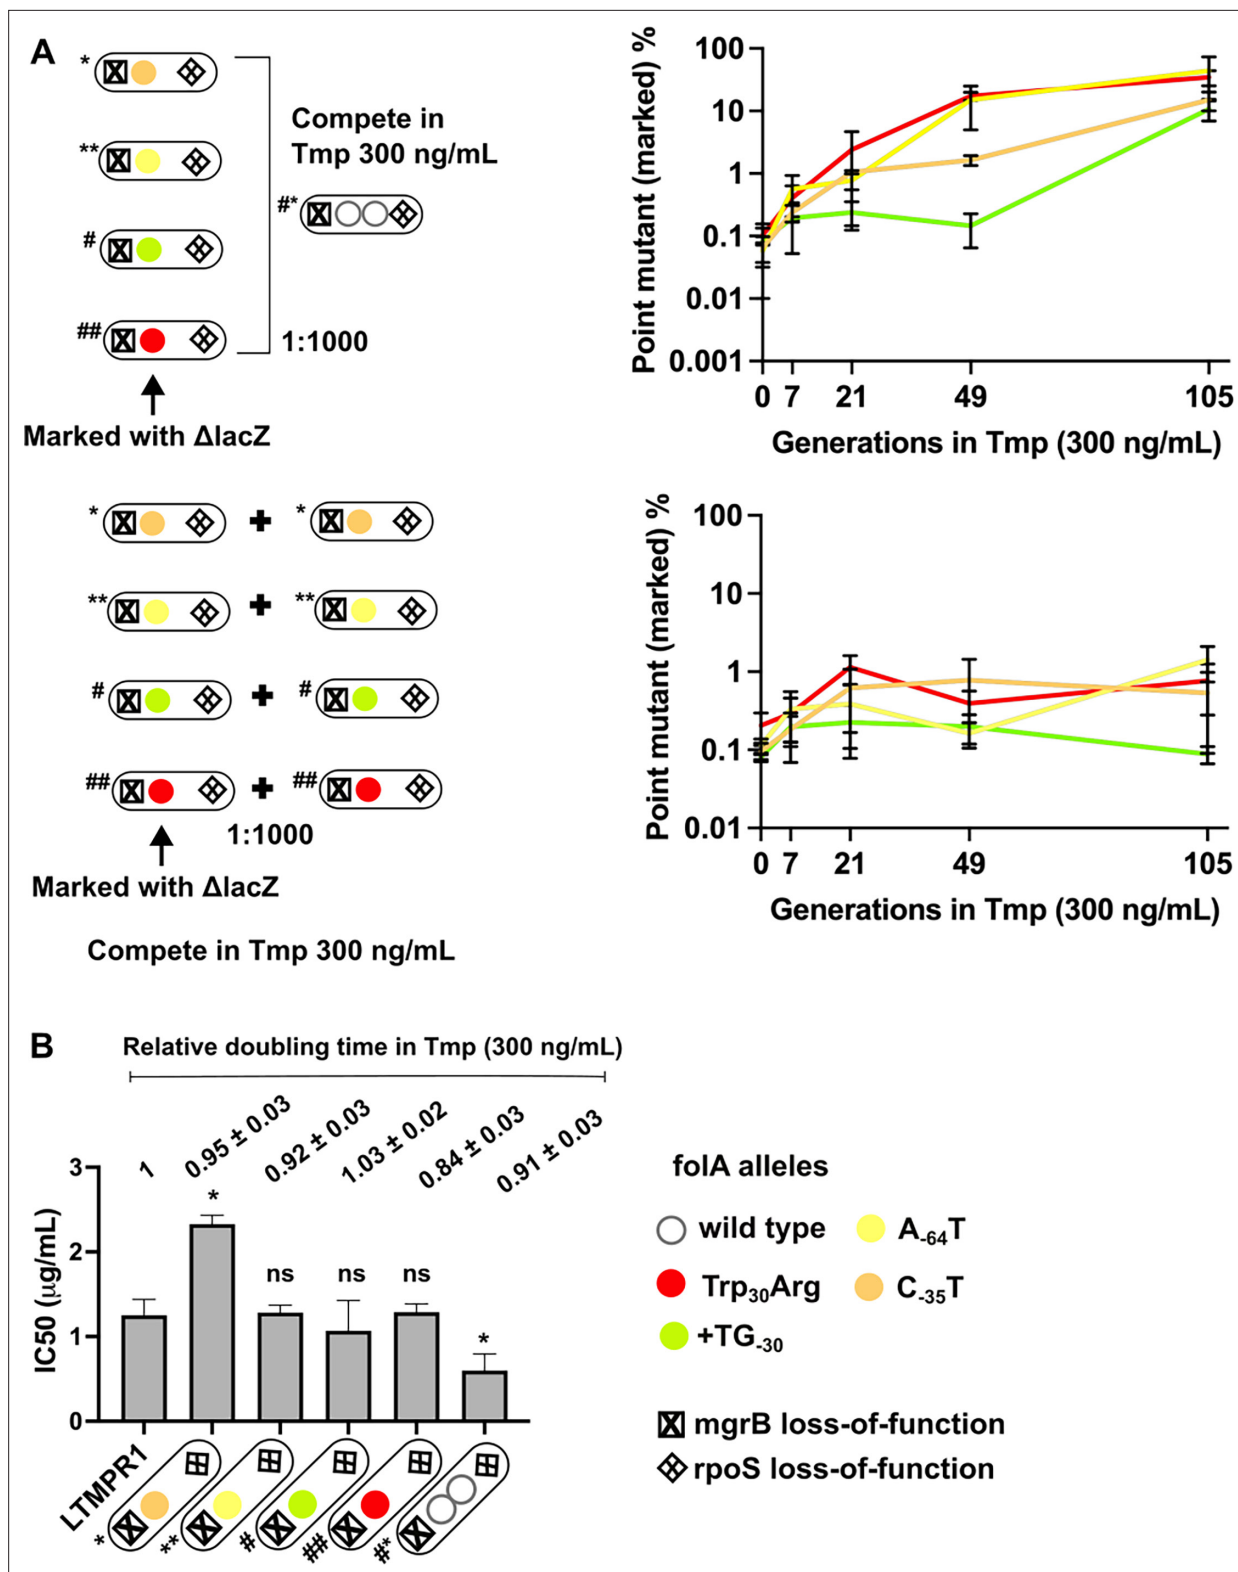 A
*
**
#
##
Compete in
Tmp 300 ng/mL
#*
1:1000
Marked with ΔlacZ
Point mutant (marked) %
100
10
1
0.1
0.01
0.001
0 7 21 49 105
Generations in Tmp (300 ng/mL)
* + *
** + **
# + #
## + ##
1:1000
Marked with ΔlacZ
Compete in Tmp 300 ng/mL
Point mutant (marked) %
100
10
1
0.1
0.01
0 7 21 49 105
Generations in Tmp (300 ng/mL)
B
Relative doubling time in Tmp (300 ng/mL)
1 0.95 ± 0.03 0.92 ± 0.03 1.03 ± 0.02 0.84 ± 0.03 0.91 ± 0.03
IC50 (μg/mL)
3
2
1
0
* ns ns ns *
LTMPR1
* ** # ## #*
folA alleles
wild type
A-64T
Trp30Arg
C-35T
+TG-30
mgrB loss-of-function
rpoS loss-of-function